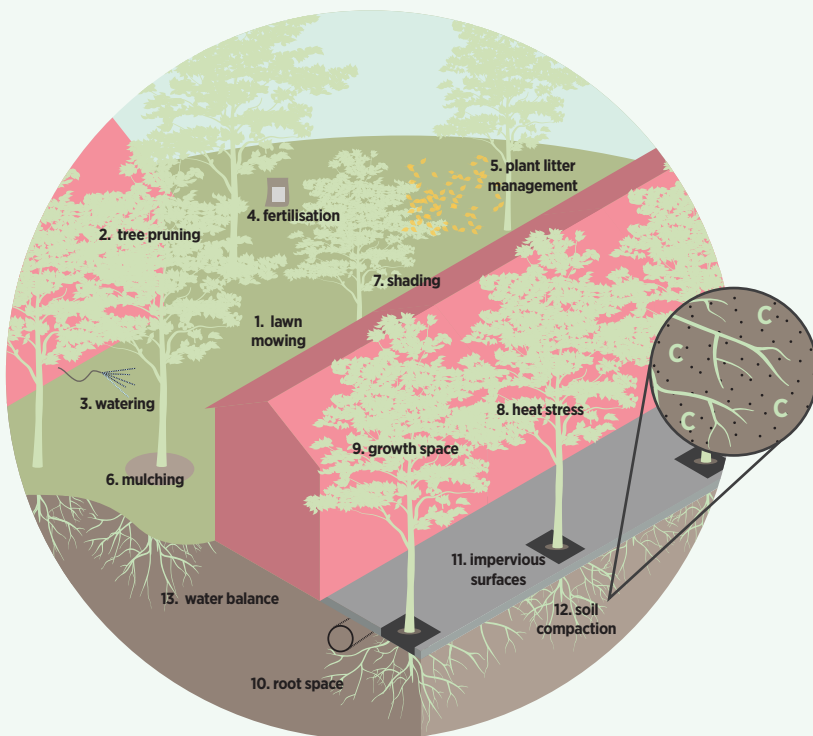 5. plant litter
management
4. fertilisation
2. tree pruning
7. shading
1. lawn
mowing
3. watering
8. heat stress
9. growth space
6. mulching
11. impervious
surfaces
13. water balance
12. soil
compaction
10. root space
C
C
C
C